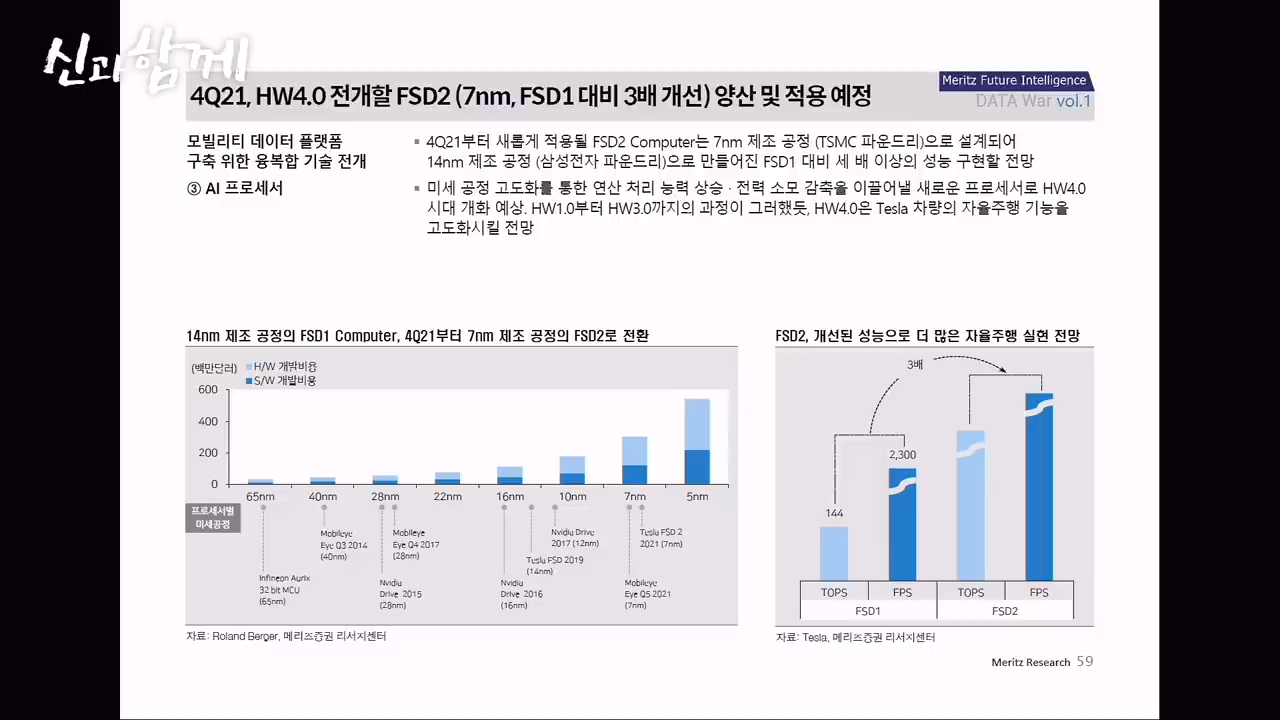 신과함께
Meritz Future Intelligence
DATA War vol.1
4Q21, HW4.0 전개할 FSD2 (7nm, FSD1 대비 3배 개선) 양산 및 적용 예정
모빌리티 데이터 플랫폼
구축 위한 융복합 기술 전개
③ AI 프로세서
▪ 4Q21부터 새롭게 적용될 FSD2 Computer는 7nm 제조 공정 (TSMC 파운드리)으로 설계되어
14nm 제조 공정 (삼성전자 파운드리)으로 만들어진 FSD1 대비 세 배 이상의 성능 구현할 전망
▪ 미세 공정 고도화를 통한 연산 처리 능력 상승 · 전력 소모 감축을 이끌어낼 새로운 프로세서로 HW4.0
시대 개화 예상. HW1.0부터 HW3.0까지의 과정이 그러했듯, HW4.0은 Tesla 차량의 자율주행 기능을
고도화시킬 전망
14nm 제조 공정의 FSD1 Computer, 4Q21부터 7nm 제조 공정의 FSD2로 전환
(백만달러)
H/W 개발비용
S/W 개발비용
600
400
200
0
65nm 40nm 28nm 22nm 16nm 10nm 7nm 5nm
프로세서별
미세공정
Infineon Aurix
32 bit MCU
(65nm)
Mobileye
Eye Q3 2014
(40nm)
Nvidia
Drive 2015
(28nm)
Mobileye
Eye Q4 2017
(28nm)
Nvidia
Drive 2016
(16nm)
Tesla FSD 2019
(14nm)
Nvidia Drive
2017 (12nm)
Mobileye
Eye Q5 2021
(7nm)
Tesla FSD 2
2021 (7nm)
자료: Roland Berger, 메리츠증권 리서치센터
FSD2, 개선된 성능으로 더 많은 자율주행 실현 전망
3배
144
2,300
TOPS FPS TOPS FPS
FSD1 FSD2
자료: Tesla, 메리츠증권 리서치센터
Meritz Research 59